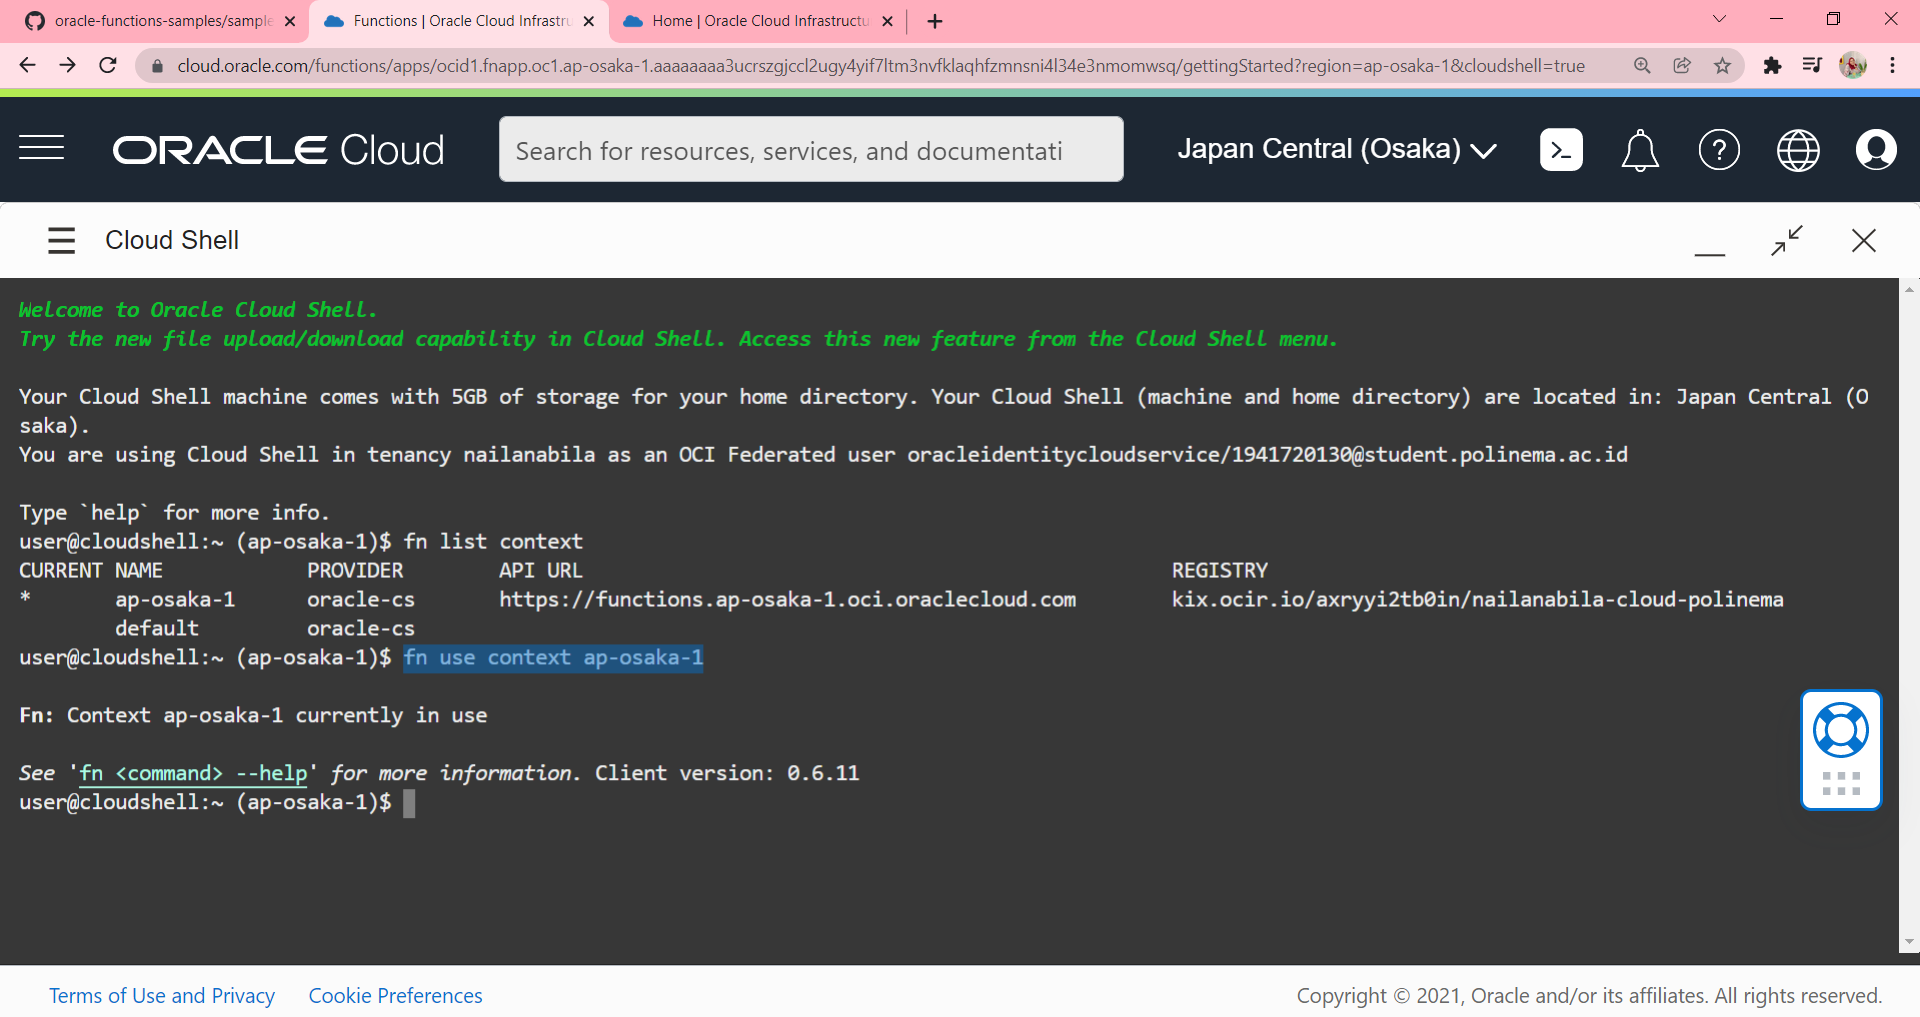 oracle-functions-samples/sample
Functions | Oracle Cloud Infrastru
Home | Oracle Cloud Infrastructu
cloud.oracle.com/functions/apps/ocid1.fnapp.oc1.ap-osaka-1.aaaaaaaa3ucrszgjccl2ugy4yif7ltm3nvfklaqhfzmnsni4l34e3nmomwsq/gettingStarted?region=ap-osaka-1&cloudshell=true
ORACLE Cloud
Search for resources, services, and documentati
Japan Central (Osaka)
Cloud Shell
Welcome to Oracle Cloud Shell.
Try the new file upload/download capability in Cloud Shell. Access this new feature from the Cloud Shell menu.
Your Cloud Shell machine comes with 5GB of storage for your home directory. Your Cloud Shell (machine and home directory) are located in: Japan Central (O
saka).
You are using Cloud Shell in tenancy nailanabila as an OCI Federated user oracleidentitycloudservice/1941720130@student.polinema.ac.id
Type `help` for more info.
user@cloudshell:~ (ap-osaka-1)$ fn list context
CURRENT NAME PROVIDER API URL REGISTRY
* ap-osaka-1 oracle-cs https://functions.ap-osaka-1.oci.oraclecloud.com kix.ocir.io/axryyi2tb0in/nailanabila-cloud-polinema
default oracle-cs
user@cloudshell:~ (ap-osaka-1)$ fn use context ap-osaka-1
Fn: Context ap-osaka-1 currently in use
See 'fn <command> --help' for more information. Client version: 0.6.11
user@cloudshell:~ (ap-osaka-1)$
Terms of Use and Privacy
Cookie Preferences
Copyright © 2021, Oracle and/or its affiliates. All rights reserved.